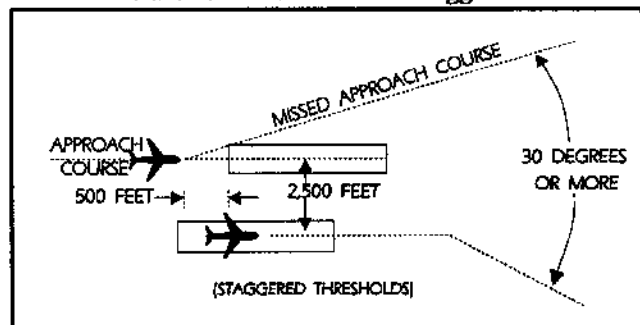 MISSED APPROACH COURSE
APPROACH
COURSE
30 DEGREES
OR MORE
500 FEET
2,500 FEET
(STAGGERED THRESHOLDS)